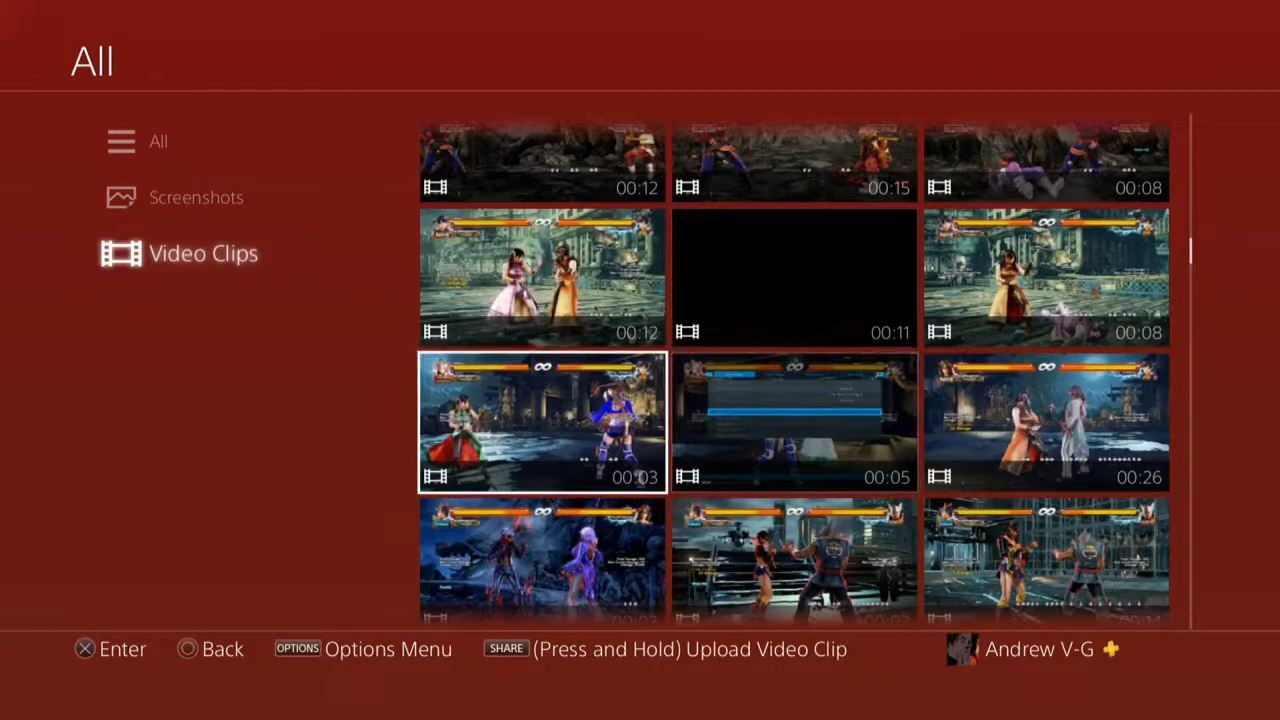 All
All
Screenshots
Video Clips
00:12
00:15
00:08
00:12
00:11
00:08
00:03
00:05
00:26
Enter
Back
OPTIONS Options Menu
SHARE (Press and Hold) Upload Video Clip
Andrew V-G